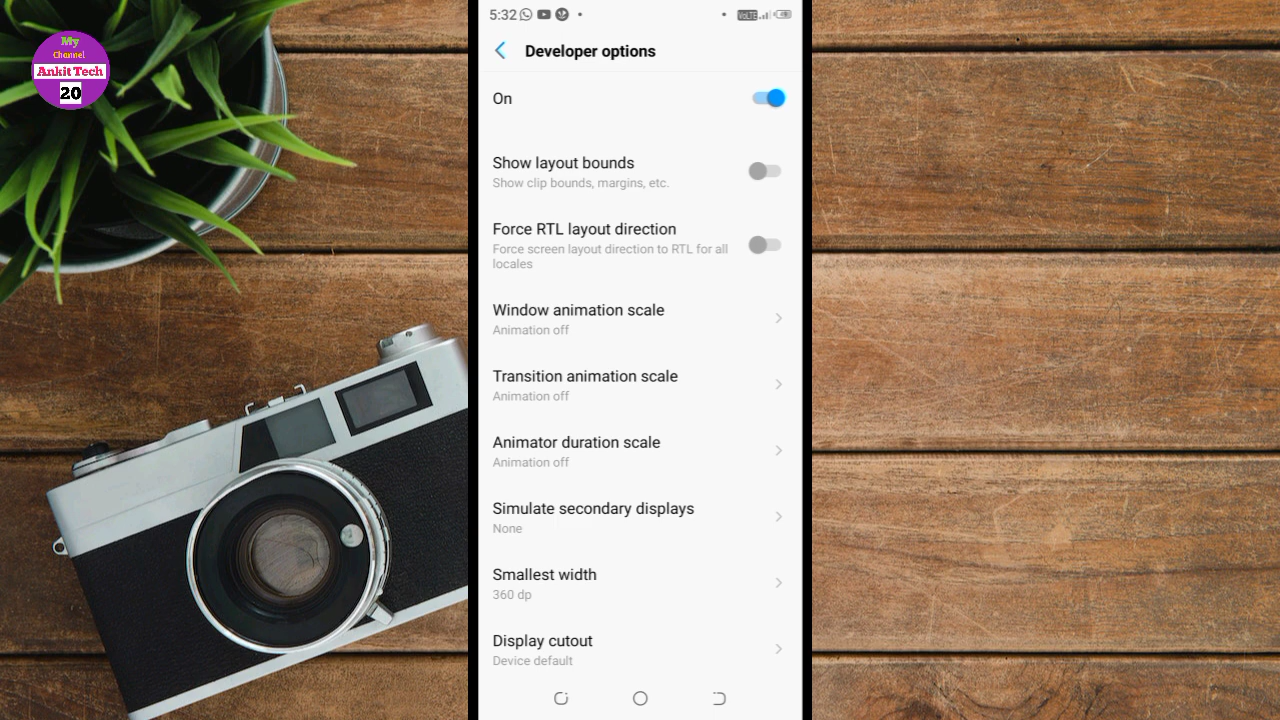 My
Channel
Ankit Tech
20
5:32
VoLTE
Developer options
On
Show layout bounds
Show clip bounds, margins, etc.
Force RTL layout direction
Force screen layout direction to RTL for all
locales
Window animation scale
Animation off
Transition animation scale
Animation off
Animator duration scale
Animation off
Simulate secondary displays
None
Smallest width
360 dp
Display cutout
Device default